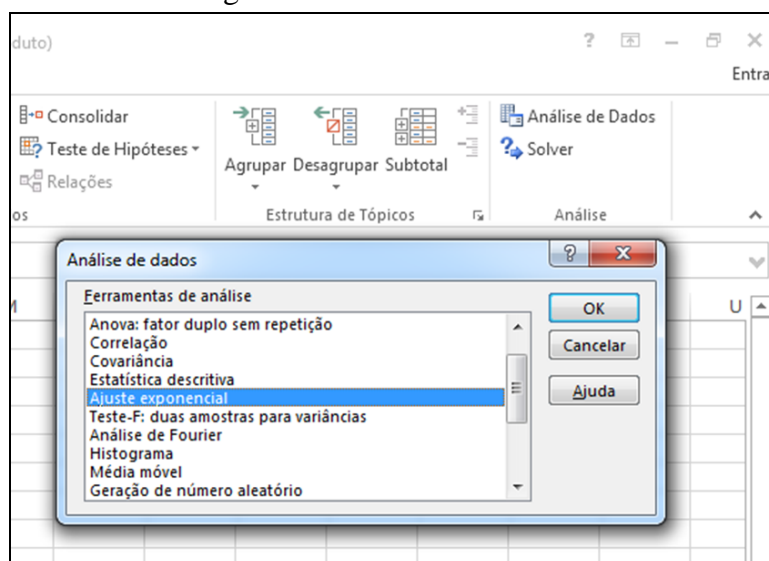 duto)
?
Entra
Consolidar
Teste de Hipóteses
Relações
os
Agrupar Desagrupar Subtotal
Estrutura de Tópicos
Análise de Dados
Solver
Análise
Análise de dados
Ferramentas de análise
Anova: fator duplo sem repetição
Correlação
Covariância
Estatística descritiva
Ajuste exponencial
Teste-F: duas amostras para variâncias
Análise de Fourier
Histograma
Média móvel
Geração de número aleatório
OK
Cancelar
Ajuda
U